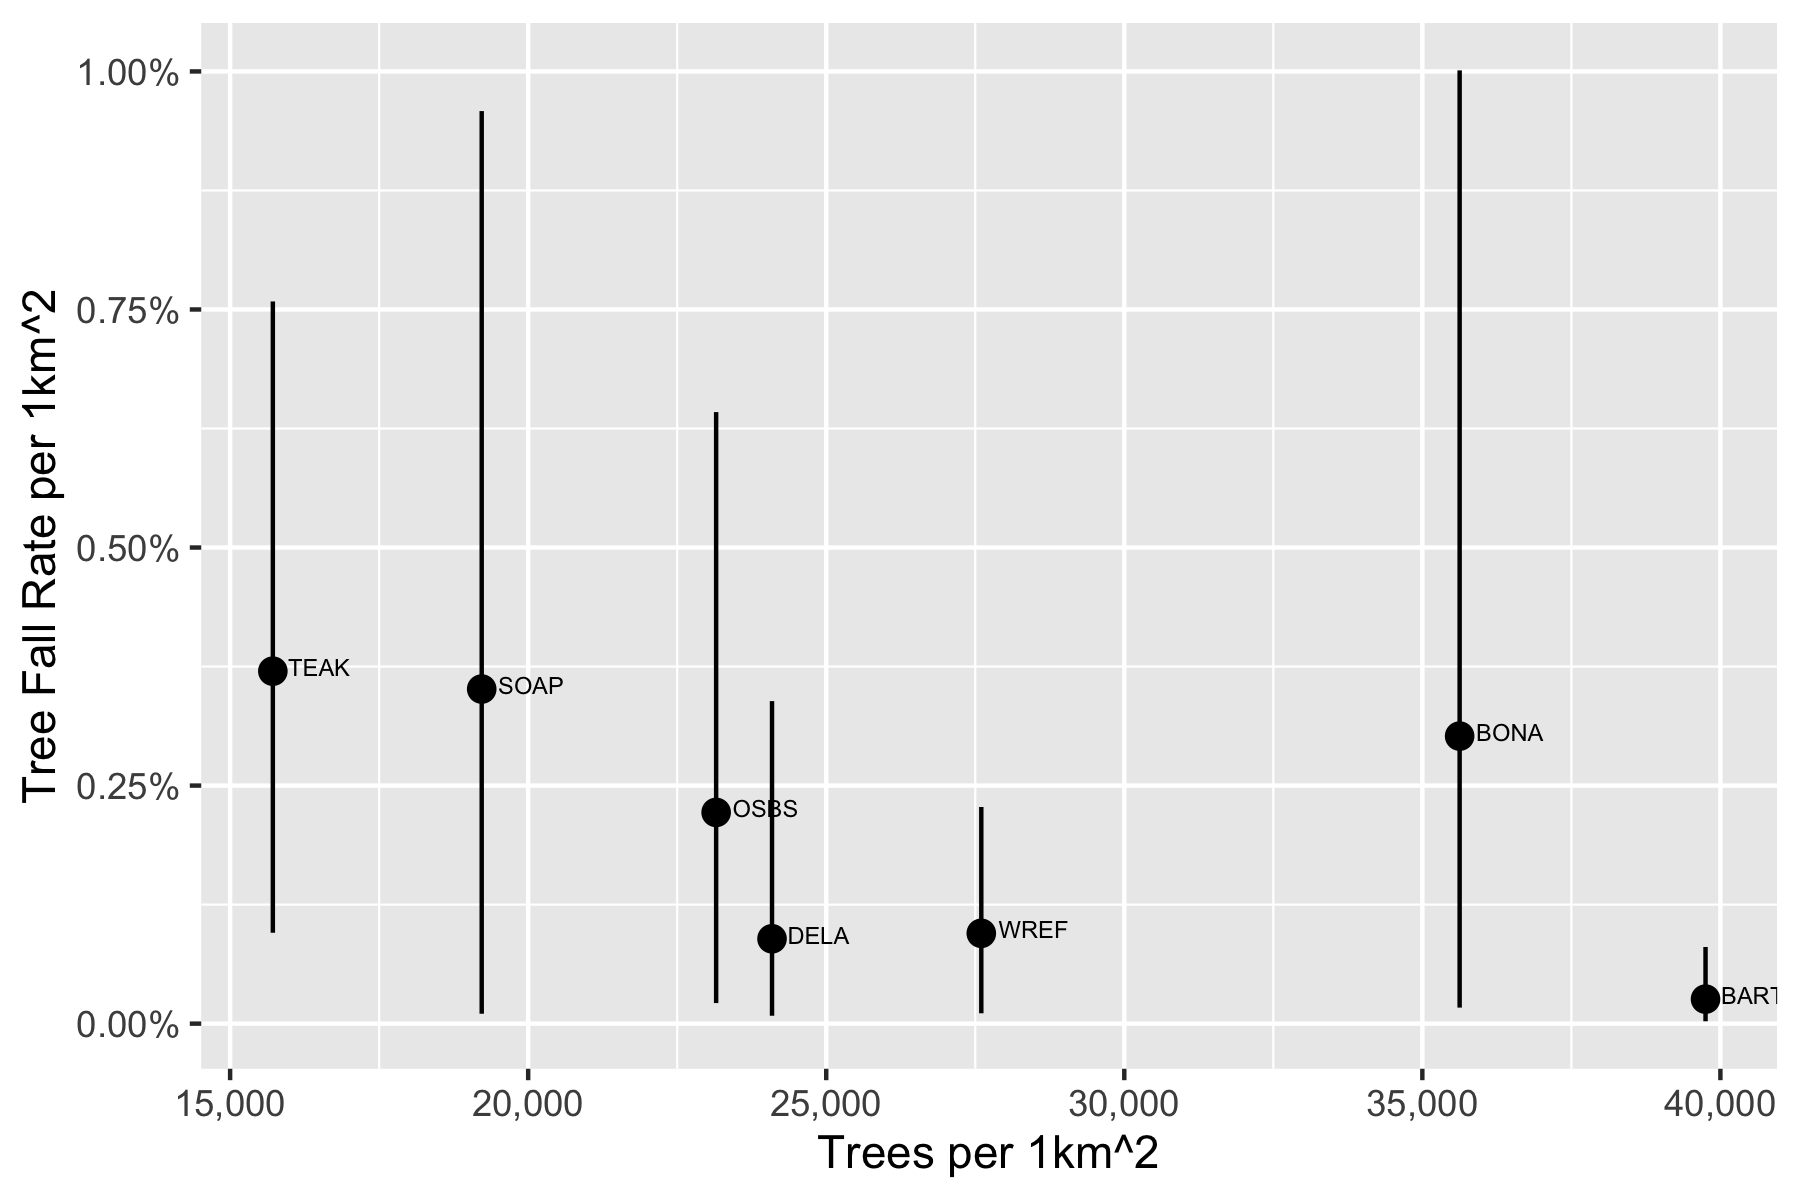 Tree Fall Rate per 1km^2
1.00%
0.75%
0.50%
0.25%
0.00%
TEAK
SOAP
OSBS
DELA
WREF
BONA
BART
15,000 20,000 25,000 30,000 35,000 40,000
Trees per 1km^2